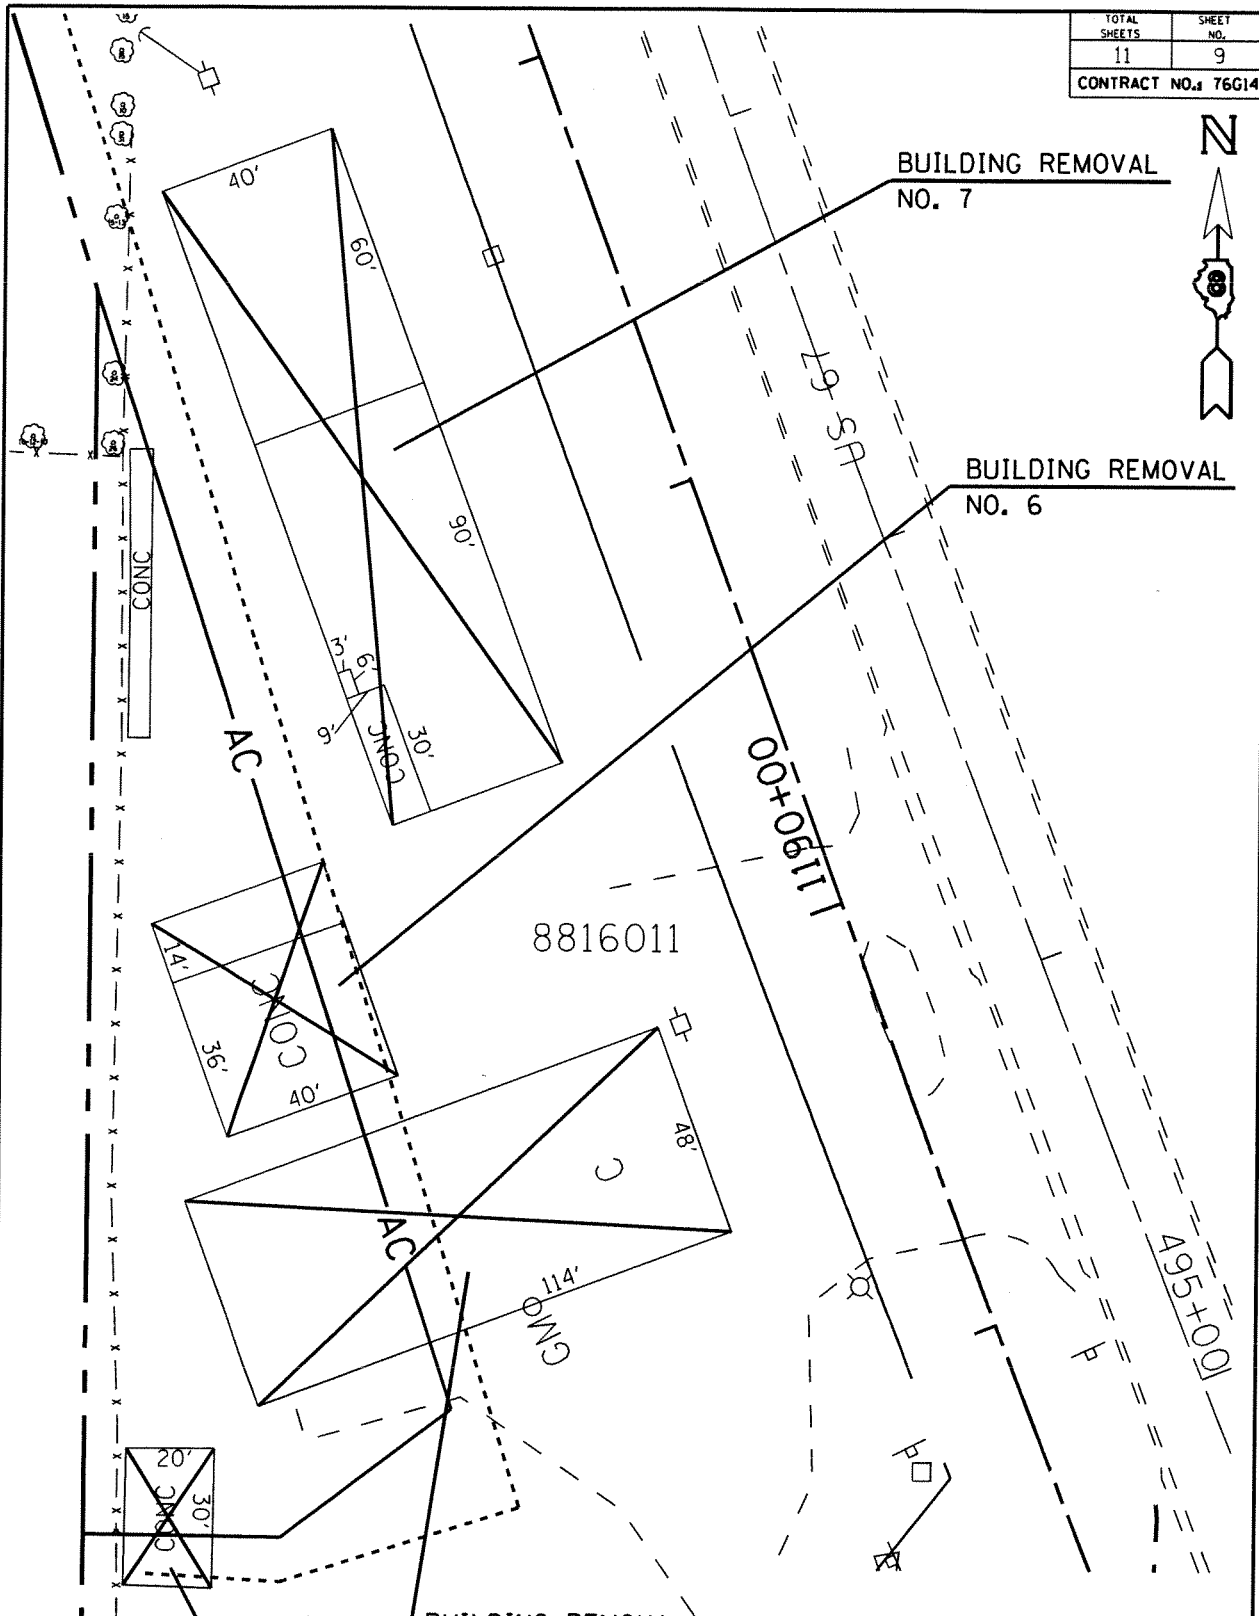 TOTAL SHEETS
SHEET NO.
11
9
CONTRACT NO.: 76G14
N
BUILDING REMOVAL
NO. 7
40'
60'
US 67
BUILDING REMOVAL
NO. 6
90'
CONC
3'
6'
9'
CONC
30'
AC
1190+00
8816011
14'
CONC
36'
40'
48'
C
AC
114'
GMO
495+00
20'
CONC
30'